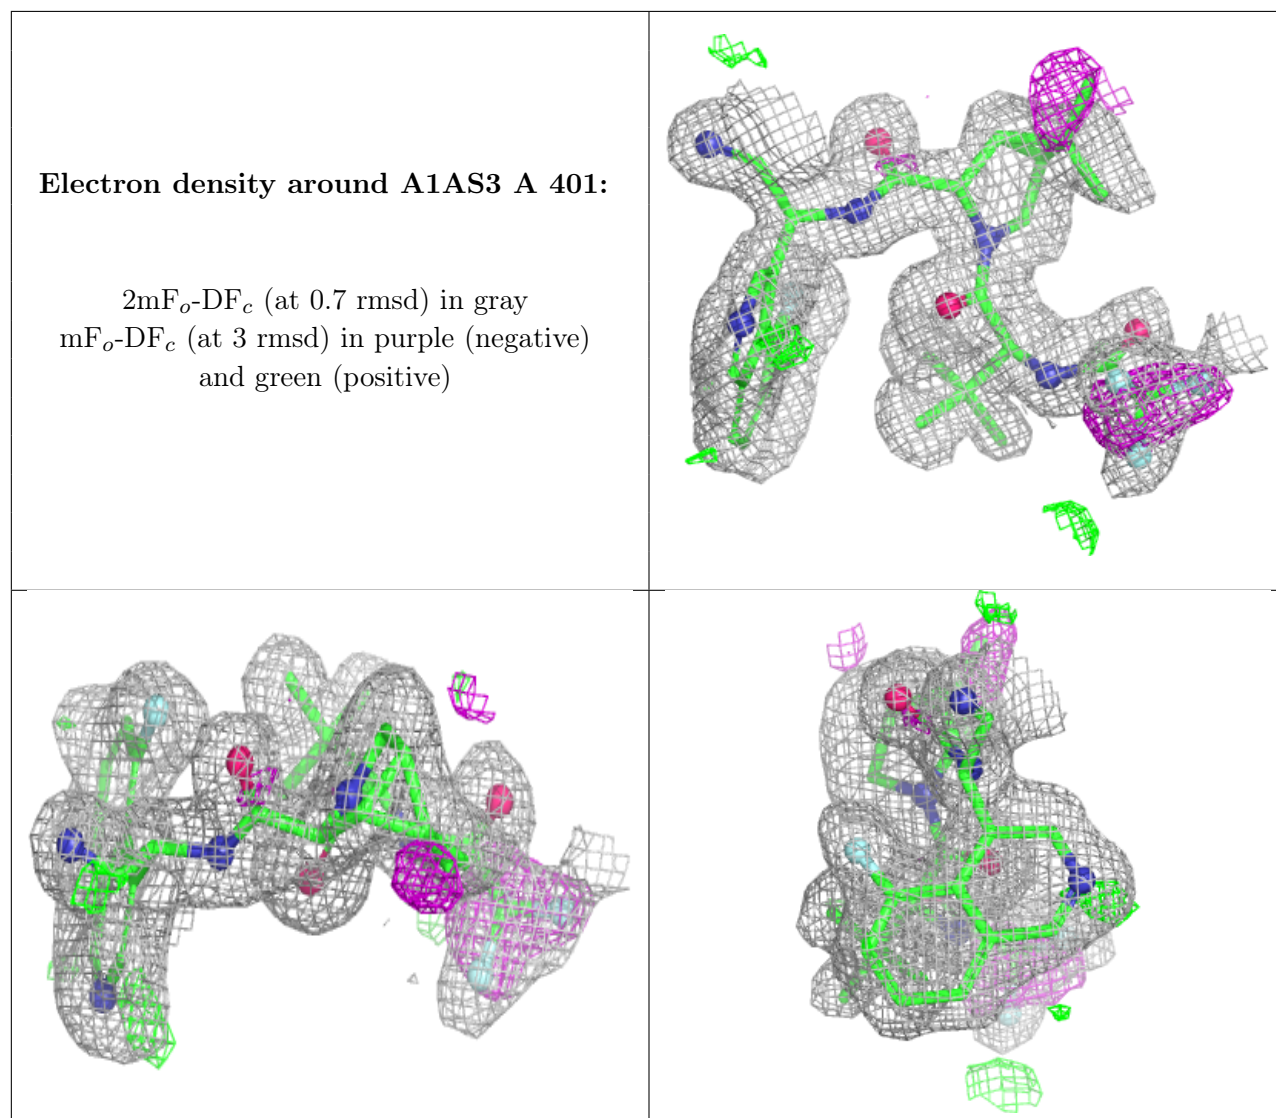 Electron density around A1AS3 A 401:
2mFo-DFc (at 0.7 rmsd) in gray
mFo-DFc (at 3 rmsd) in purple (negative)
and green (positive)